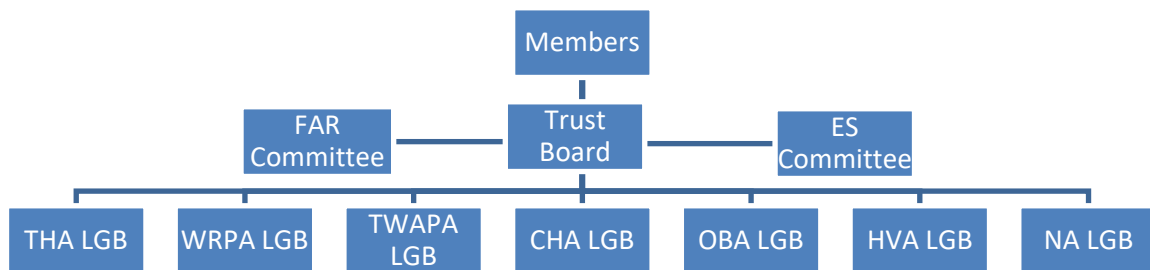 Members
FAR
Committee
Trust
Board
ES
Committee
THA LGB
WRPA LGB
TWAPA
LGB
CHA LGB
OBA LGB
HVA LGB
NA LGB